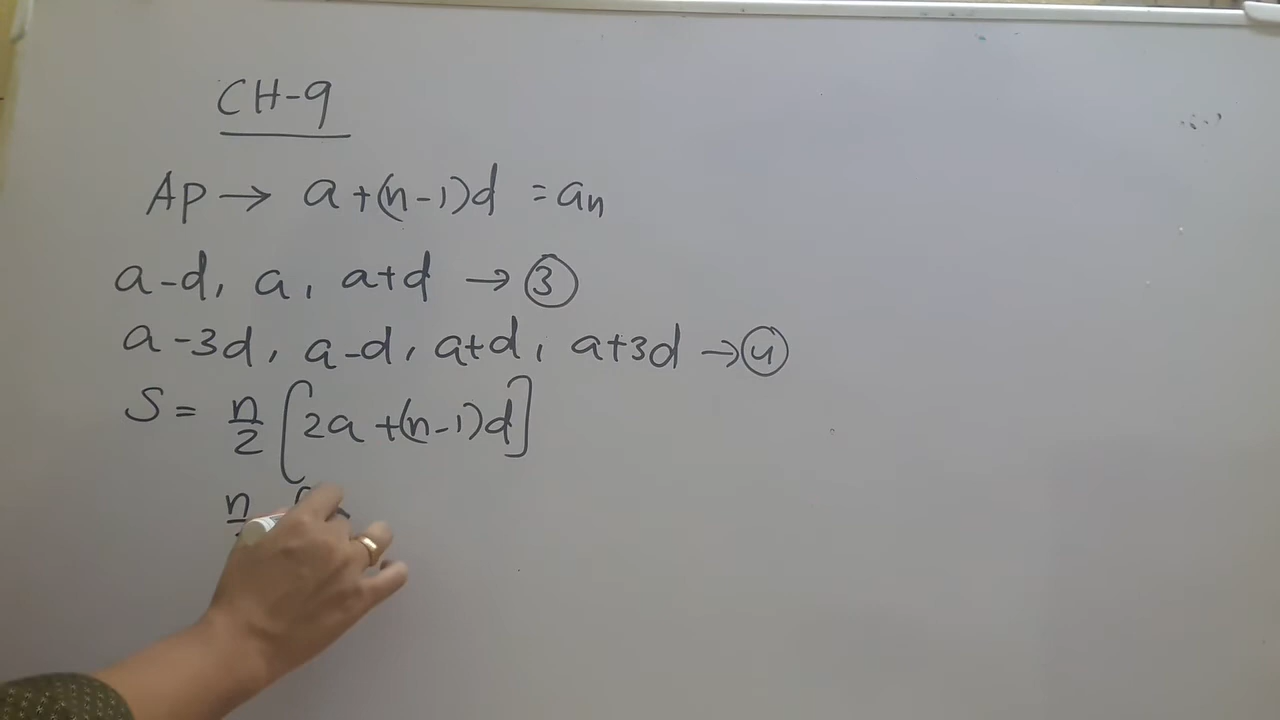 CH-9
AP → a+(n-1)d = an
a-d, a, a+d → 3
a-3d, a-d, a+d, a+3d → 4
S = n/2 [2a+(n-1)d]
n